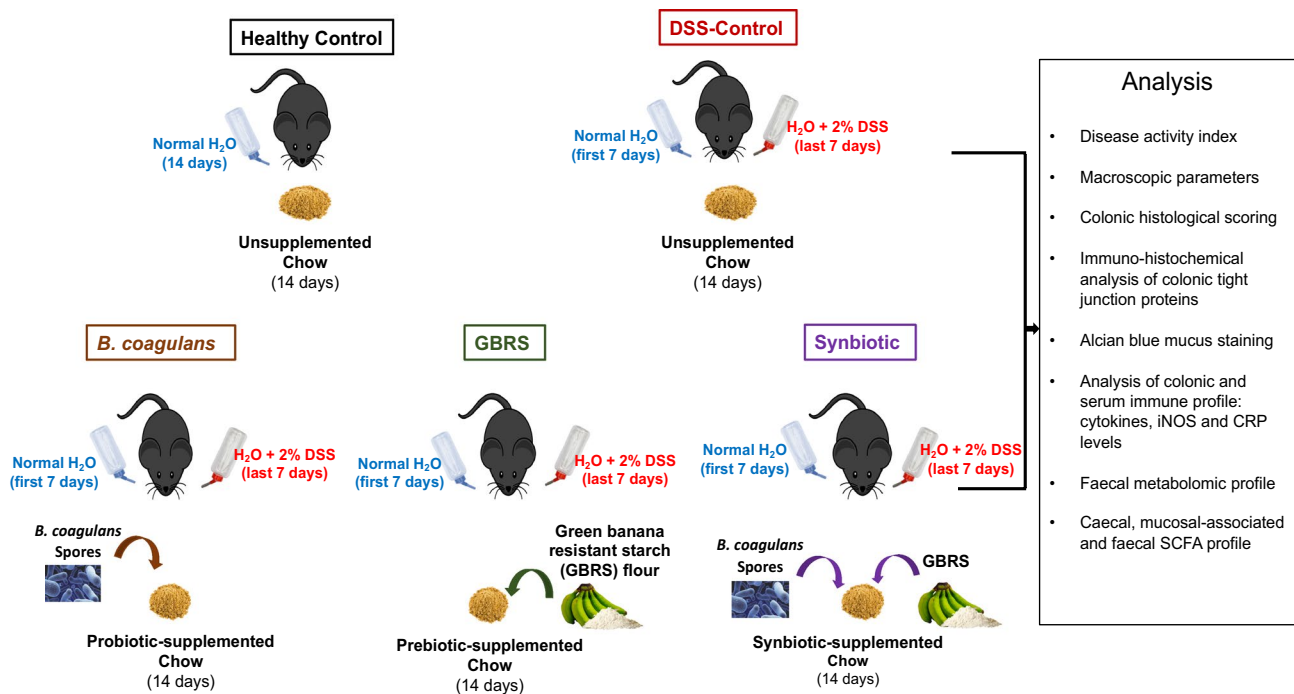 Healthy Control
Normal H₂O
(14 days)
Unsupplemented
Chow
(14 days)
DSS-Control
Normal H₂O
(first 7 days)
H₂O + 2% DSS
(last 7 days)
Unsupplemented
Chow
(14 days)
B. coagulans
Normal H₂O
(first 7 days)
H₂O + 2% DSS
(last 7 days)
B. coagulans
Spores
Probiotic-supplemented
Chow
(14 days)
GBRS
Normal H₂O
(first 7 days)
H₂O + 2% DSS
(last 7 days)
Green banana
resistant starch
(GBRS) flour
Prebiotic-supplemented
Chow
(14 days)
Synbiotic
Normal H₂O
(first 7 days)
H₂O + 2% DSS
(last 7 days)
B. coagulans
Spores
GBRS
Synbiotic-supplemented
Chow
(14 days)
Analysis
• Disease activity index
• Macroscopic parameters
• Colonic histological scoring
• Immuno-histochemical
analysis of colonic tight
junction proteins
• Alcian blue mucus staining
• Analysis of colonic and
serum immune profile:
cytokines, iNOS and CRP
levels
• Faecal metabolomic profile
• Caecal, mucosal-associated
and faecal SCFA profile